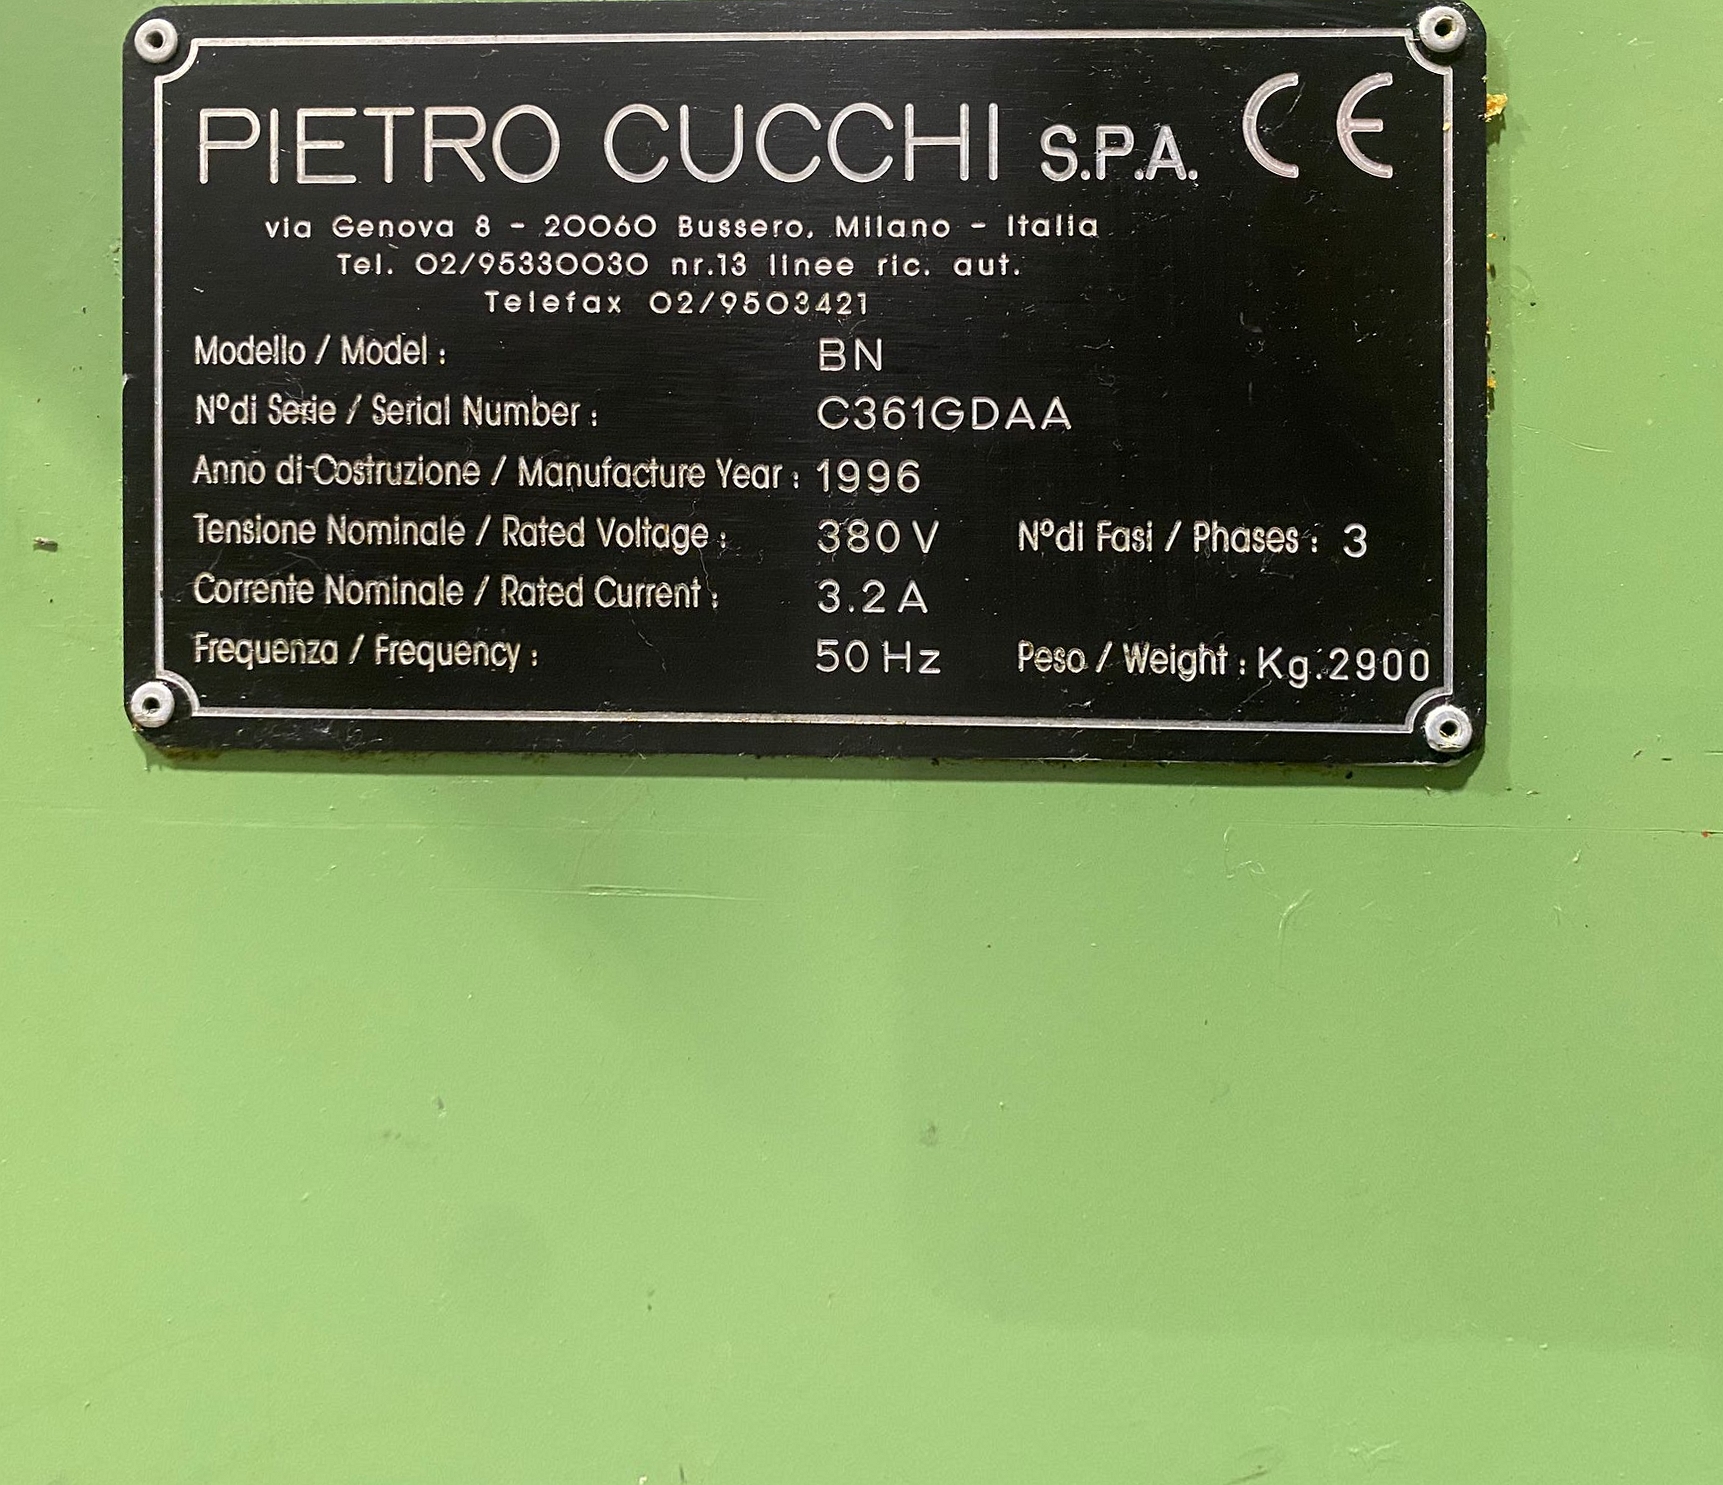 PIETRO CUCCHI S.P.A. CE
via Genova 8 - 20060 Bussero, Milano - Italia
Tel. 02/95330030 nr.13 linee ric. aut.
Telefax 02/9503421
Modello / Model : BN
N°di Serie / Serial Number : C361GDAA
Anno di Costruzione / Manufacture Year : 1996
Tensione Nominale / Rated Voltage : 380 V N°di Fasi / Phases : 3
Corrente Nominale / Rated Current : 3.2 A
Frequenza / Frequency : 50 Hz Peso / Weight : Kg.2900